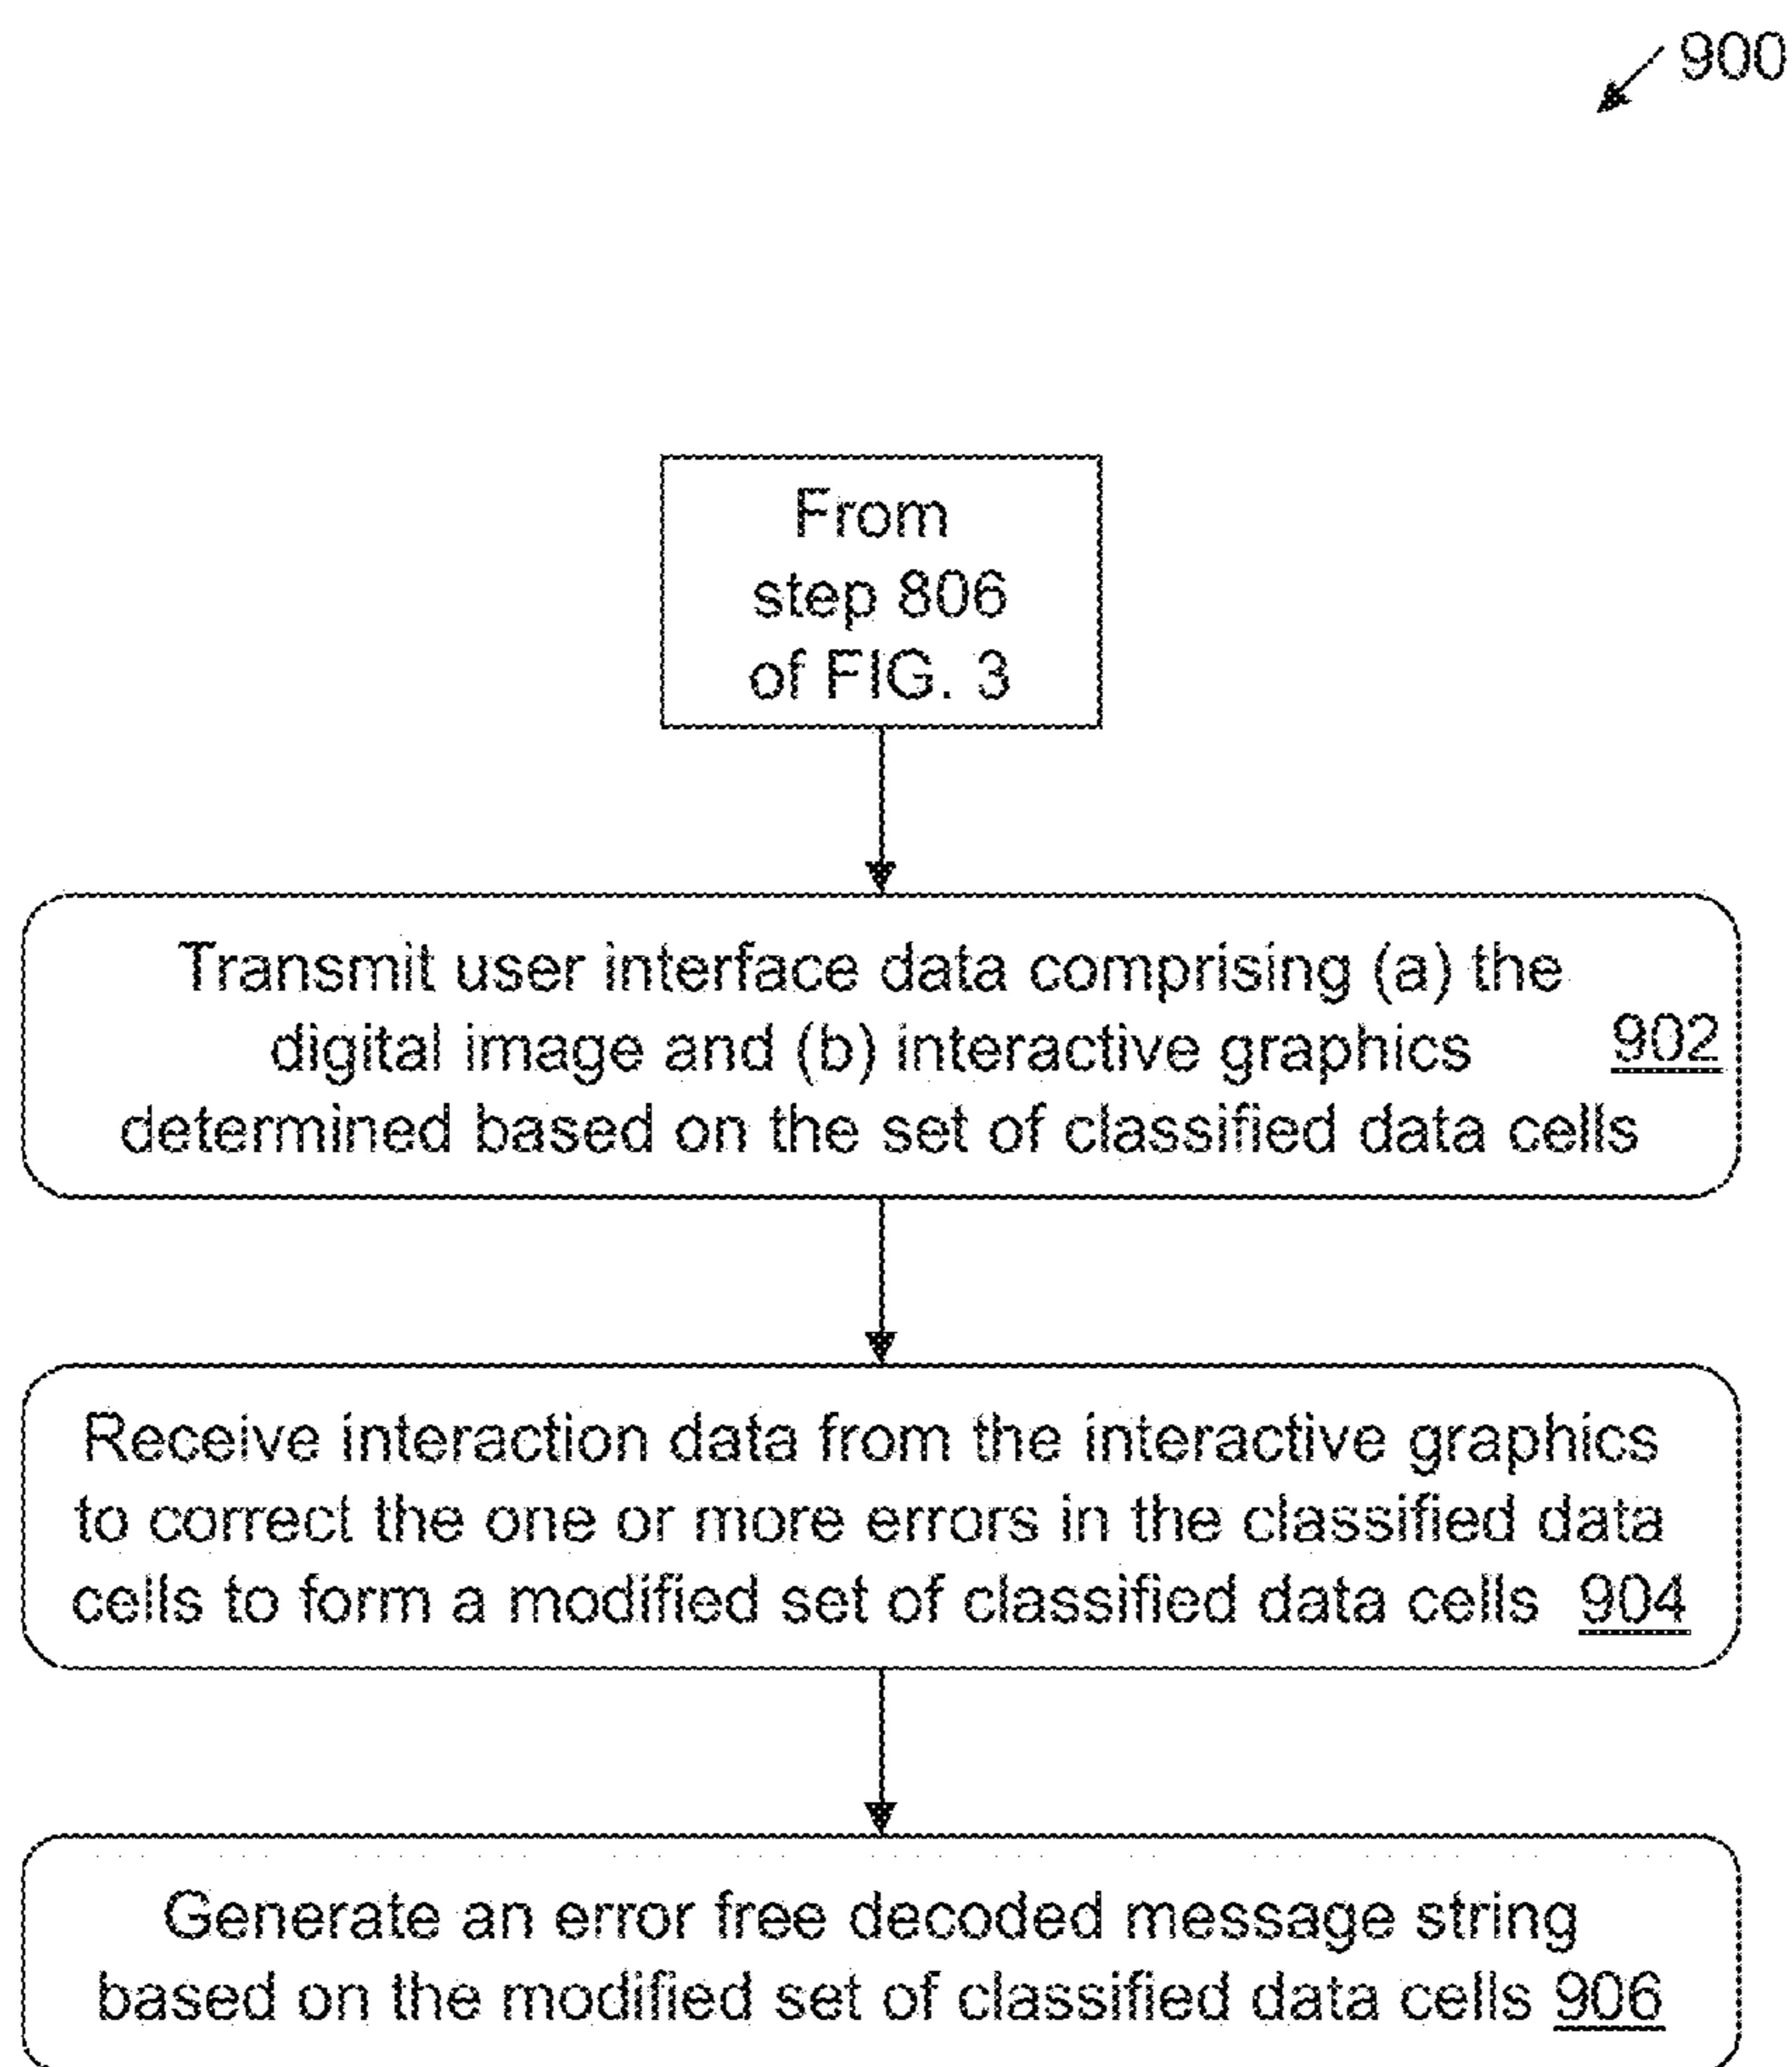 900
From
step 806
of FIG. 3
Transmit user interface data comprising (a) the
digital image and (b) interactive graphics 902
determined based on the set of classified data cells
Receive interaction data from the interactive graphics
to correct the one or more errors in the classified data
cells to form a modified set of classified data cells 904
Generate an error free decoded message string
based on the modified set of classified data cells 906